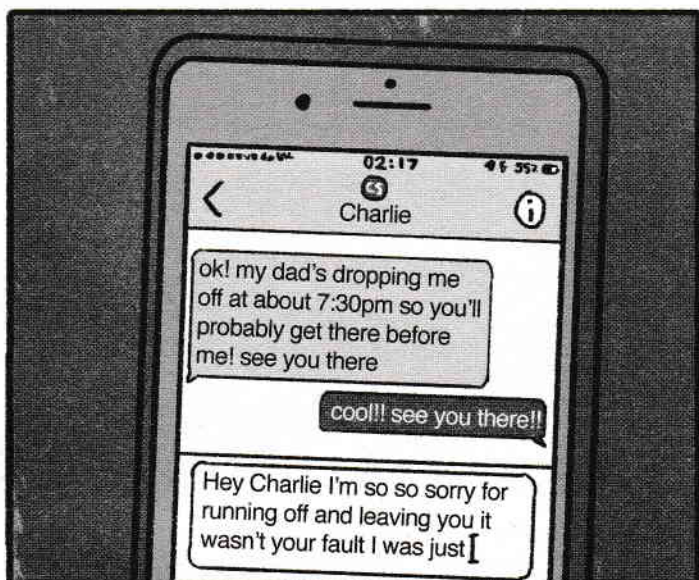 02:17
55%
Charlie
ok! my dad's dropping me
off at about 7:30pm so you'll
probably get there before
me! see you there
cool!! see you there!!
Hey Charlie I'm so so sorry for
running off and leaving you it
wasn't your fault I was just